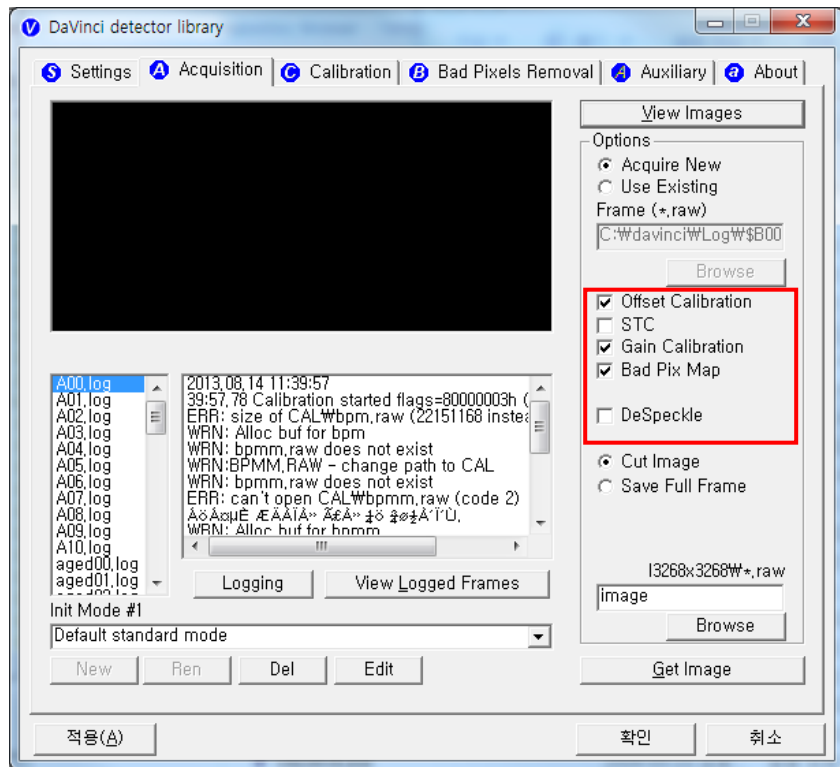 DaVinci detector library
Settings
Acquisition
Calibration
Bad Pixels Removal
Auxiliary
About
View Images
Options
Acquire New
Use Existing
Frame (*.raw)
C:₩davinci₩Log₩$B00
Browse
Offset Calibration
STC
Gain Calibration
Bad Pix Map
DeSpeckle
Cut Image
Save Full Frame
I3268x3268₩*.raw
image
Browse
Get Image
A00.log
A01.log
A02.log
A03.log
A04.log
A05.log
A06.log
A07.log
A08.log
A09.log
A10.log
aged00.log
aged01.log
2013.08.14 11:39:57
39:57.78 Calibration started flags=80000003h (
ERR: size of CAL₩bpm.raw (22151168 instea
WRN: Alloc buf for bpm
WRN: bpmm.raw does not exist
WRN:BPMM.RAW - change path to CAL
WRN: bpmm.raw does not exist
ERR: can't open CAL₩bpmm.raw (code 2)
WRN: Alloc buf for bpmm
Logging
View Logged Frames
Init Mode #1
Default standard mode
New
Ren
Del
Edit
적용(A)
확인
취소